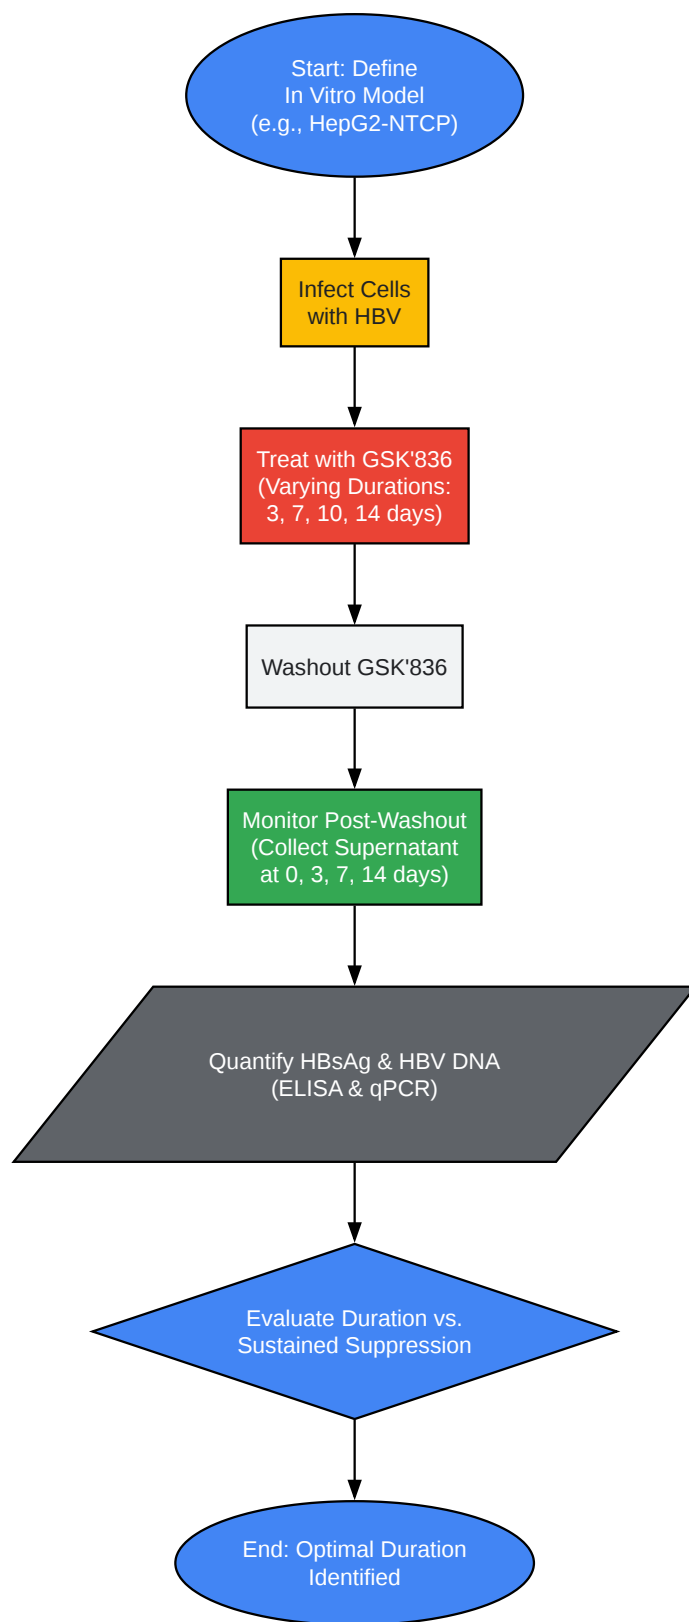 Start: Define
In Vitro Model
(e.g., HepG2-NTCP)
Infect Cells
with HBV
Treat with GSK'836
(Varying Durations:
3, 7, 10, 14 days)
Washout GSK'836
Monitor Post-Washout
(Collect Supernatant
at 0, 3, 7, 14 days)
Quantify HBsAg & HBV DNA
(ELISA & qPCR)
Evaluate Duration vs.
Sustained Suppression
End: Optimal Duration
Identified